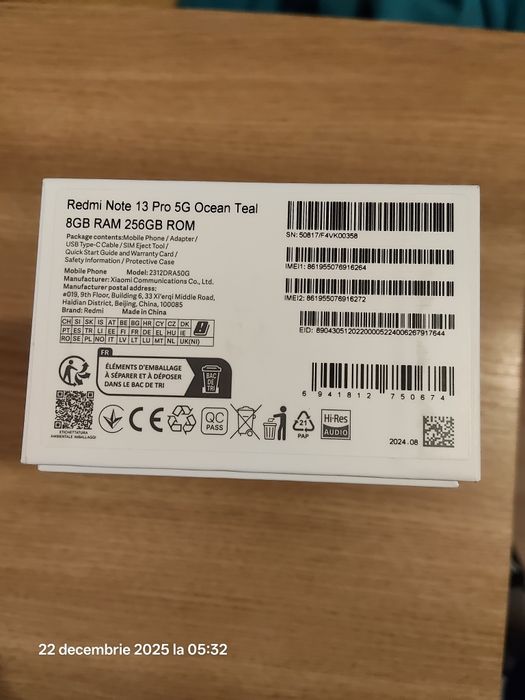 Redmi Note 13 Pro 5G Ocean Teal
8GB RAM 256GB ROM
Package contents:Mobile Phone / Adapter /
USB Type-C Cable / SIM Eject Tool /
Quick Start Guide and Warranty Card /
Safety Information / Protective Case
Mobile Phone Model:2312DRA50G
Manufacturer: Xiaomi Communications Co., Ltd.
Manufacturer postal address:
#019, 9th Floor, Building 6, 33 Xi'erqi Middle Road,
Haidian District, Beijing, China, 100085
Brand: Redmi Made in China
CH SI SK IS AT BE BG HR CY CZ DK
PT ES TR LI EE FI FR DE EL HU IE
RO SE PL NO IT LV LT LU MT NL UK(NI)
SN: 50817/F4VK00358
IMEI1: 861955076916264
IMEI2: 861955076916272
EID: 89043051202200005224006267917644
6 941812 750674
FR
ÉLÉMENTS D'EMBALLAGE
À SÉPARER ET À DÉPOSER
DANS LE BAC DE TRI
BAC
DE
TRI
ETICHETTATURA
AMBIENTALE IMBALLAGGI
CE
QC
PASS
21
PAP
Hi-Res
AUDIO
2024.08
22 decembrie 2025 la 05:32